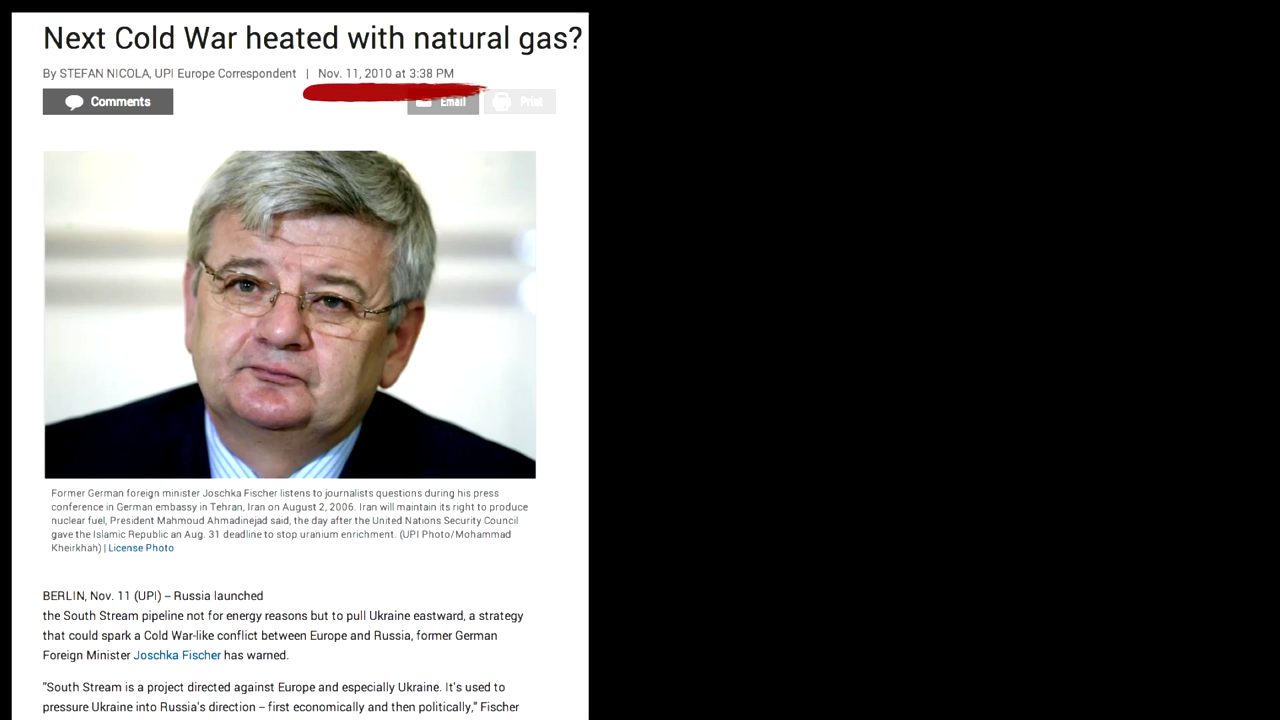 Next Cold War heated with natural gas?
By STEFAN NICOLA, UPI Europe Correspondent | Nov. 11, 2010 at 3:38 PM
Comments
Email
Print
Former German foreign minister Joschka Fischer listens to journalists questions during his press
conference in German embassy in Tehran, Iran on August 2, 2006. Iran will maintain its right to produce
nuclear fuel, President Mahmoud Ahmadinejad said, the day after the United Nations Security Council
gave the Islamic Republic an Aug. 31 deadline to stop uranium enrichment. (UPI Photo/Mohammad
Kheirkhah) | License Photo
BERLIN, Nov. 11 (UPI) – Russia launched
the South Stream pipeline not for energy reasons but to pull Ukraine eastward, a strategy
that could spark a Cold War-like conflict between Europe and Russia, former German
Foreign Minister Joschka Fischer has warned.
"South Stream is a project directed against Europe and especially Ukraine. It's used to
pressure Ukraine into Russia's direction – first economically and then politically," Fischer